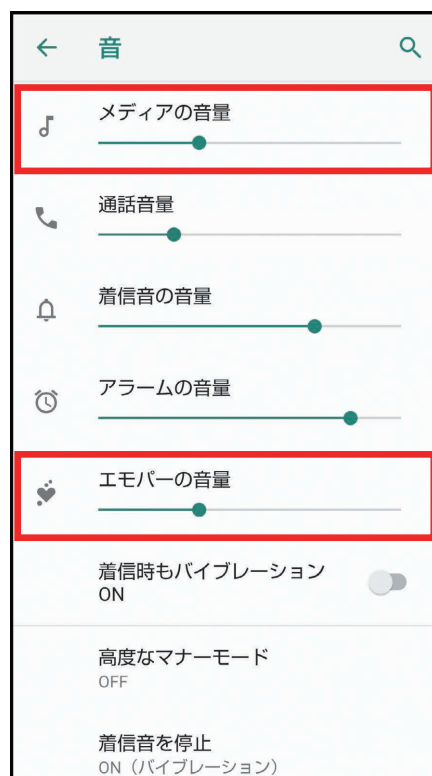 音
メディアの音量
通話音量
着信音の音量
アラームの音量
エモパーの音量
着信時もバイブレーション
ON
高度なマナーモード
OFF
着信音を停止
ON（バイブレーション）